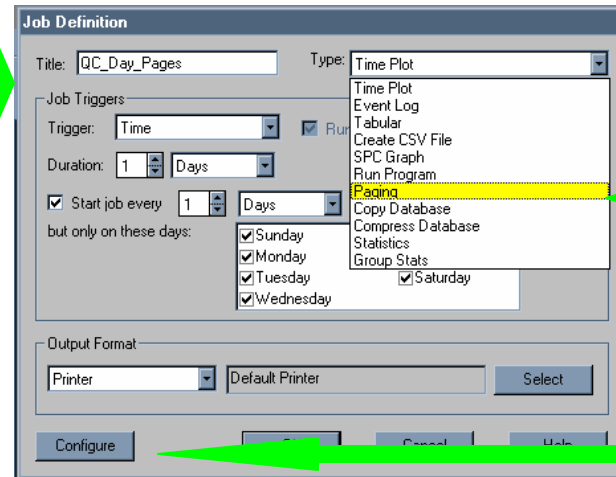 Job Definition
Title: QC_Day_Pages Type: Time Plot
Time Plot
Event Log
Tabular
Create CSV File
SPC Graph
Run Program
Paging
Copy Database
Compress Database
Statistics
Group Stats
Job Triggers
Trigger: Time
Duration: 1 Days
Start job every 1 Days
but only on these days:
Sunday
Monday
Tuesday Saturday
Wednesday
Output Format
Printer Default Printer Select
Configure